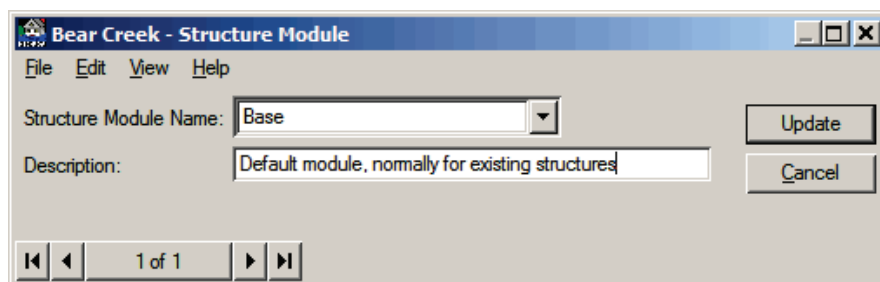 Bear Creek - Structure Module
File Edit View Help
Structure Module Name: Base
Update
Description: Default module, normally for existing structures
Cancel
1 of 1